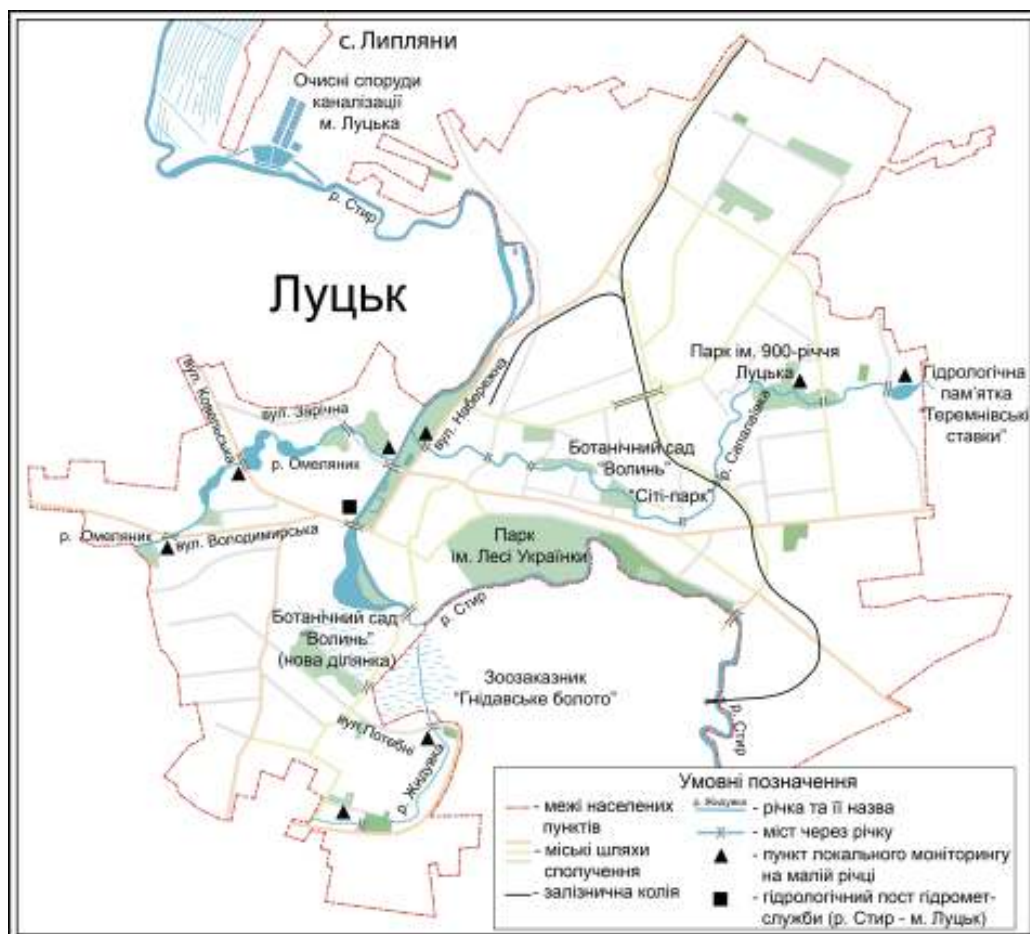 с. Липляни
Очисні споруди
каналізації
м. Луцька
р. Стир
Луцьк
Парк ім. 900-річчя
Луцька
Гідрологічна
пам'ятка
"Теремнівські
ставки"
вул. Ковельська
вул. Зарічна
вул. Набережна
р. Омеляник
Ботанічний сад
"Волинь"
р. Сапалаївка
"Сіті-парк"
р. Омеляник
вул. Володимирська
Парк
ім. Лесі Українки
р. Стир
Ботанічний сад
"Волинь"
(нова ділянка)
Зоозаказник
"Гнідавське болото"
вул. Потебні
р. Жидувка
р. Стир
Умовні позначення
- межі населених
пунктів
- міські шляхи
сполучення
- залізнична колія
р. Жидувка - річка та її назва
- міст через річку
- пункт локального моніторингу
на малій річці
- гідрологічний пост гідромет-
служби (р. Стир - м. Луцьк)